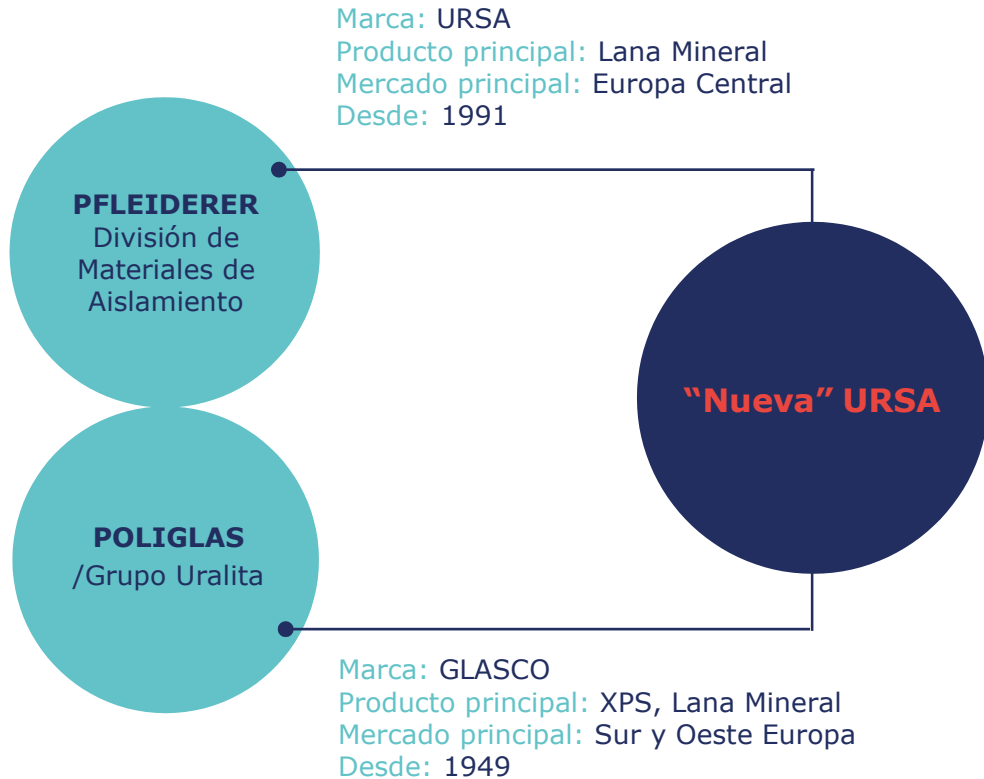 Marca: URSA
Producto principal: Lana Mineral
Mercado principal: Europa Central
Desde: 1991
PFLEIDERER
División de
Materiales de
Aislamiento
“Nueva” URSA
POLIGLAS
/Grupo Uralita
Marca: GLASCO
Producto principal: XPS, Lana Mineral
Mercado principal: Sur y Oeste Europa
Desde: 1949